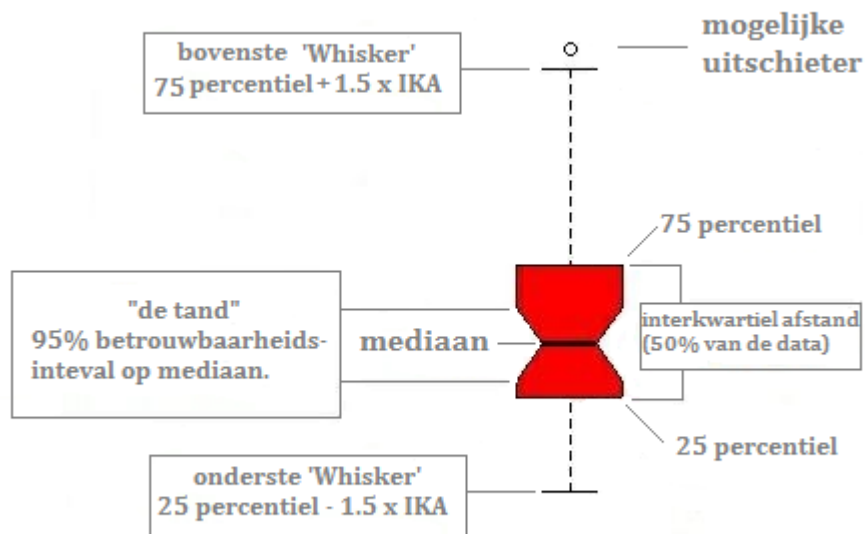 bovenste 'Whisker'
75 percentiel + 1.5 x IKA
mogelijke
uitschieter
75 percentiel
"de tand"
95% betrouwbaarheids-
inteval op mediaan.
mediaan
interkwartiel afstand
(50% van de data)
25 percentiel
onderste 'Whisker'
25 percentiel - 1.5 x IKA